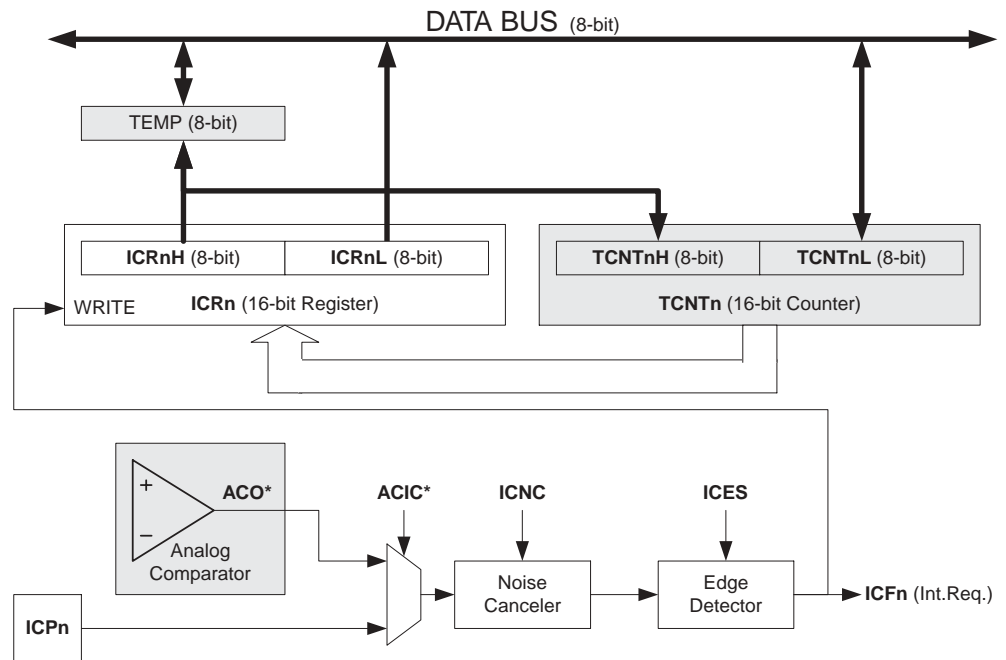 DATA BUS (8-bit)
TEMP (8-bit)
ICRnH (8-bit)
ICRnL (8-bit)
WRITE
ICRn (16-bit Register)
TCNTnH (8-bit)
TCNTnL (8-bit)
TCNTn (16-bit Counter)
+
−
ACO*
Analog
Comparator
ACIC*
ICNC
ICES
Noise
Canceler
Edge
Detector
ICFn (Int.Req.)
ICPn